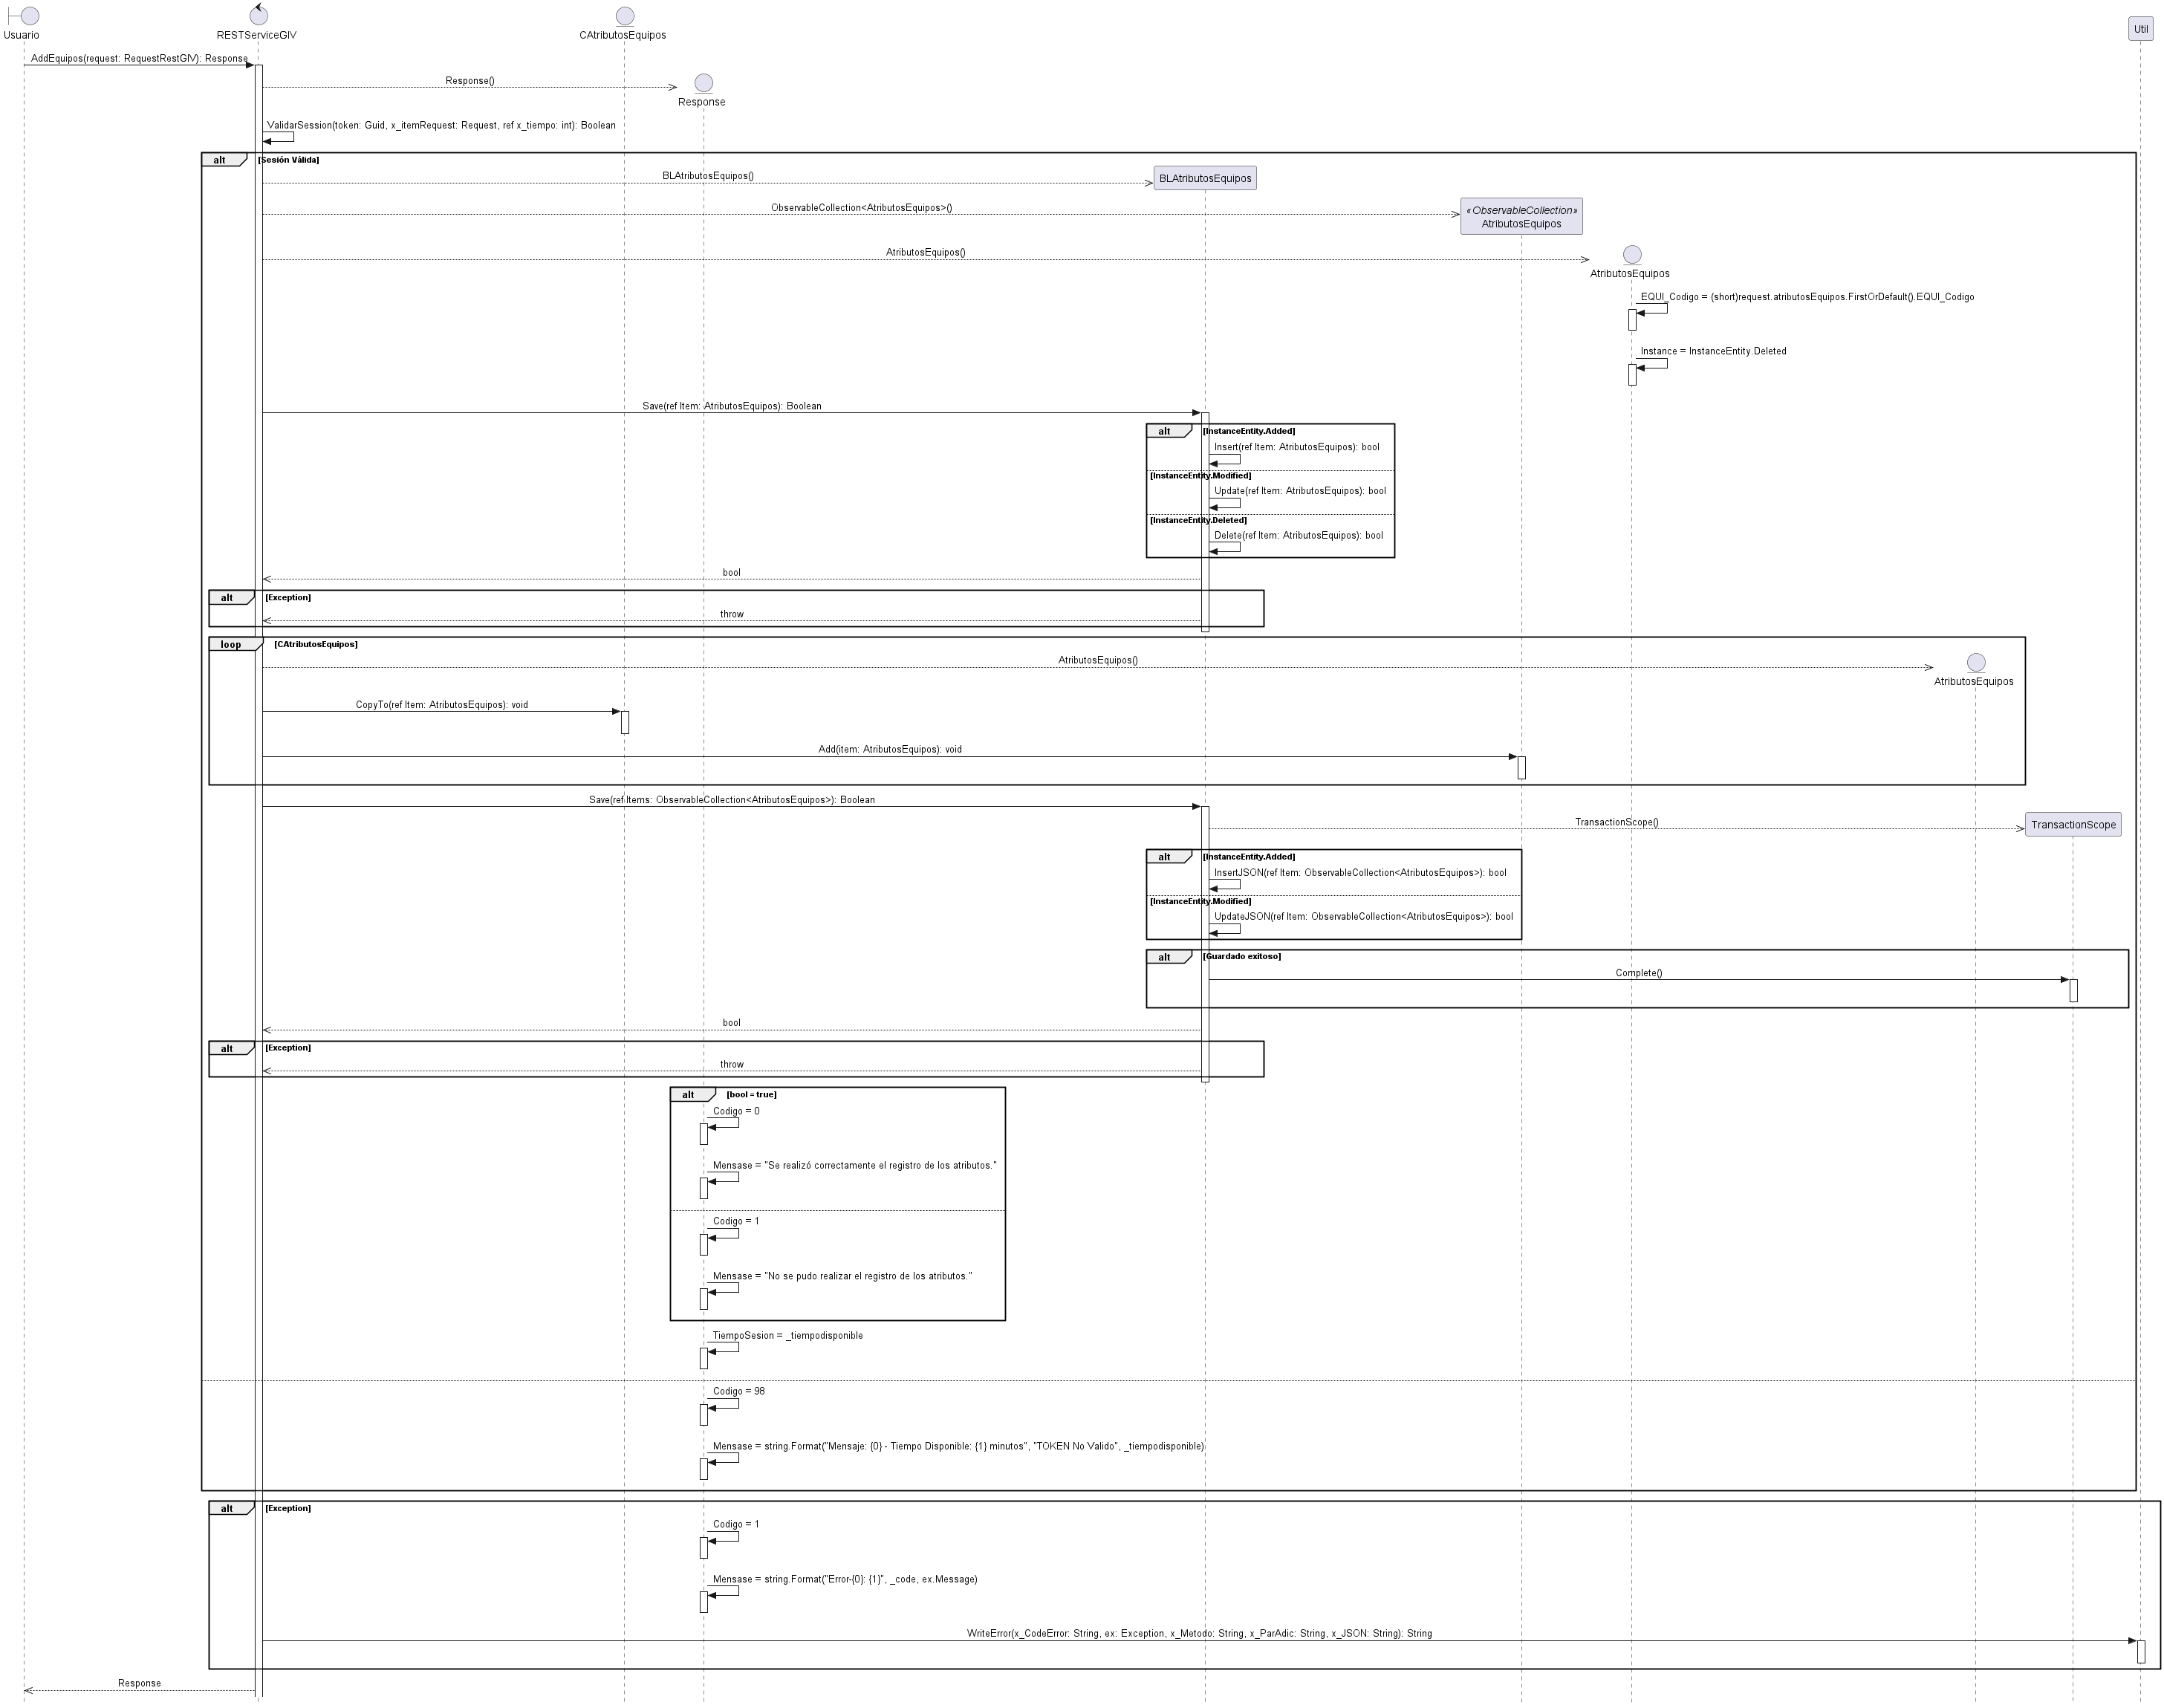 Usuario
RESTServiceGIV
CAtributosEquipos
Util
AddEquipos(request: RequestRestGIV): Response
Response()
Response
ValidarSession(token: Guid, x_itemRequest: Request, ref x_tiempo: int): Boolean
alt [Sesión Válida]
BLAtributosEquipos()
BLAtributosEquipos
ObservableCollection<AtributosEquipos>()
«ObservableCollection»
AtributosEquipos
AtributosEquipos()
AtributosEquipos
EQUI_Codigo = (short)request.atributosEquipos.FirstOrDefault().EQUI_Codigo
Instance = InstanceEntity.Deleted
Save(ref Item: AtributosEquipos): Boolean
alt [InstanceEntity.Added]
Insert(ref Item: AtributosEquipos): bool
[InstanceEntity.Modified]
Update(ref Item: AtributosEquipos): bool
[InstanceEntity.Deleted]
Delete(ref Item: AtributosEquipos): bool
bool
alt [Exception]
throw
loop [CAtributosEquipos]
AtributosEquipos()
AtributosEquipos
CopyTo(ref Item: AtributosEquipos): void
Add(item: AtributosEquipos): void
Save(ref Items: ObservableCollection<AtributosEquipos>): Boolean
TransactionScope()
TransactionScope
alt [InstanceEntity.Added]
InsertJSON(ref Item: ObservableCollection<AtributosEquipos>): bool
[InstanceEntity.Modified]
UpdateJSON(ref Item: ObservableCollection<AtributosEquipos>): bool
alt [Guardado exitoso]
Complete()
bool
alt [Exception]
throw
alt [bool = true]
Codigo = 0
Mensase = "Se realizó correctamente el registro de los atributos."
Codigo = 1
Mensase = "No se pudo realizar el registro de los atributos."
TiempoSesion = _tiempodisponible
Codigo = 98
Mensase = string.Format("Mensaje: {0} - Tiempo Disponible: {1} minutos", "TOKEN No Valido", _tiempodisponible)
alt [Exception]
Codigo = 1
Mensase = string.Format("Error-{0}: {1}", _code, ex.Message)
WriteError(x_CodeError: String, ex: Exception, x_Metodo: String, x_ParAdic: String, x_JSON: String): String
Response